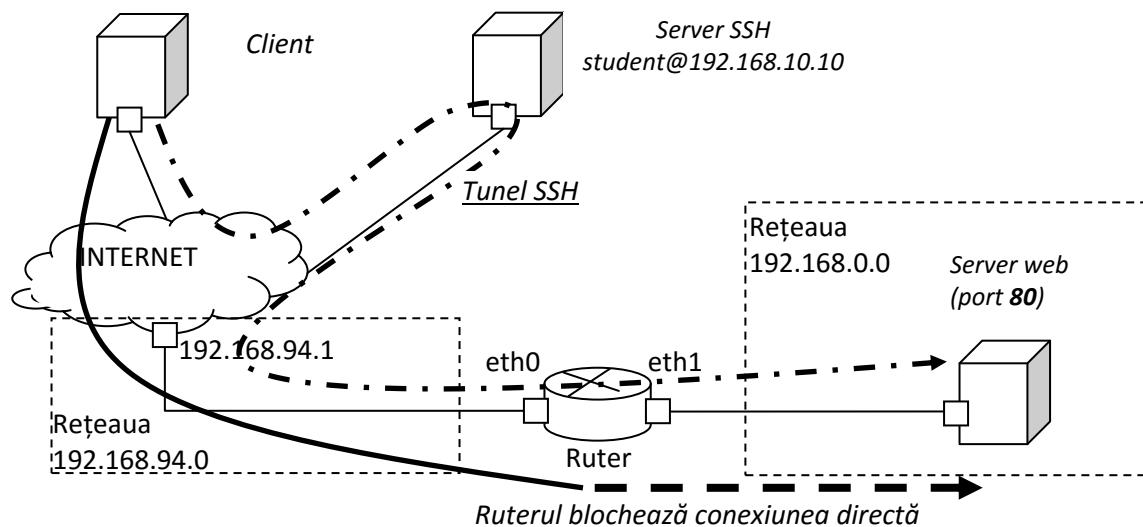 Client
Server SSH
student@192.168.10.10
Tunel SSH
INTERNET
Rețeaua
192.168.0.0
Server web
(port 80)
192.168.94.1
eth0
eth1
Rețeaua
192.168.94.0
Ruter
Ruterul blochează conexiunea directă